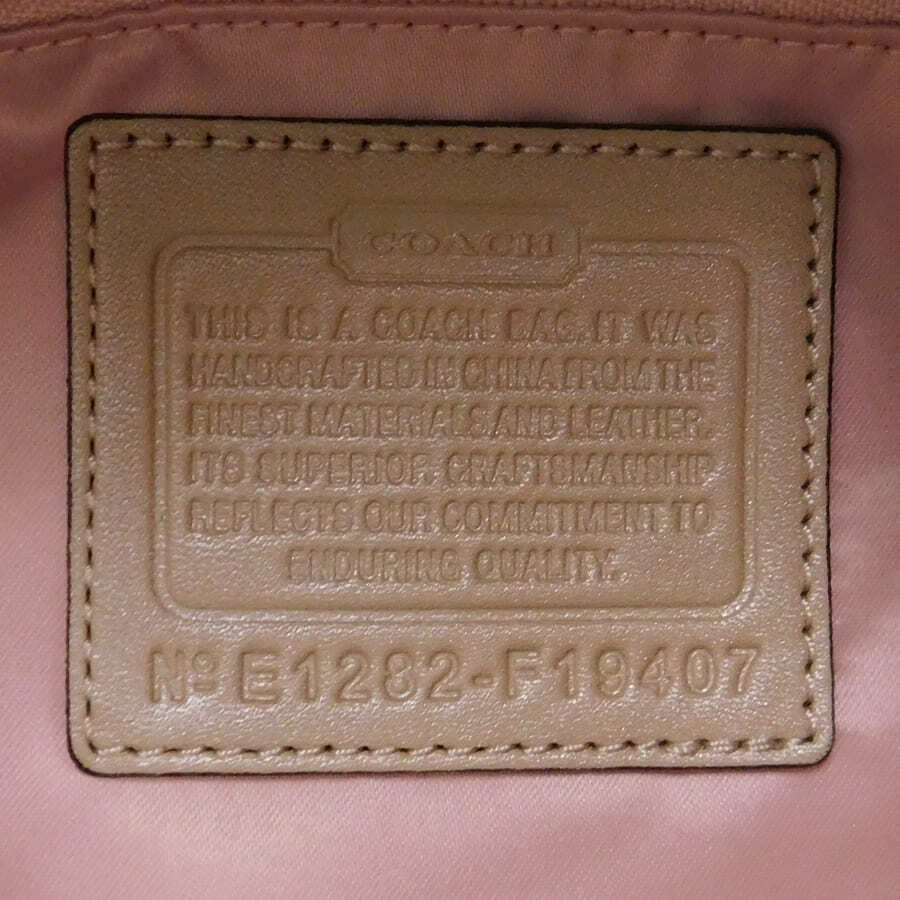 COACH
THIS IS A COACH BAG. IT WAS
HANDCRAFTED IN CHINA FROM THE
FINEST MATERIALS AND LEATHER.
ITS SUPERIOR CRAFTSMANSHIP
REFLECTS OUR COMMITMENT TO
ENDURING QUALITY.
Nº E1282-F19407